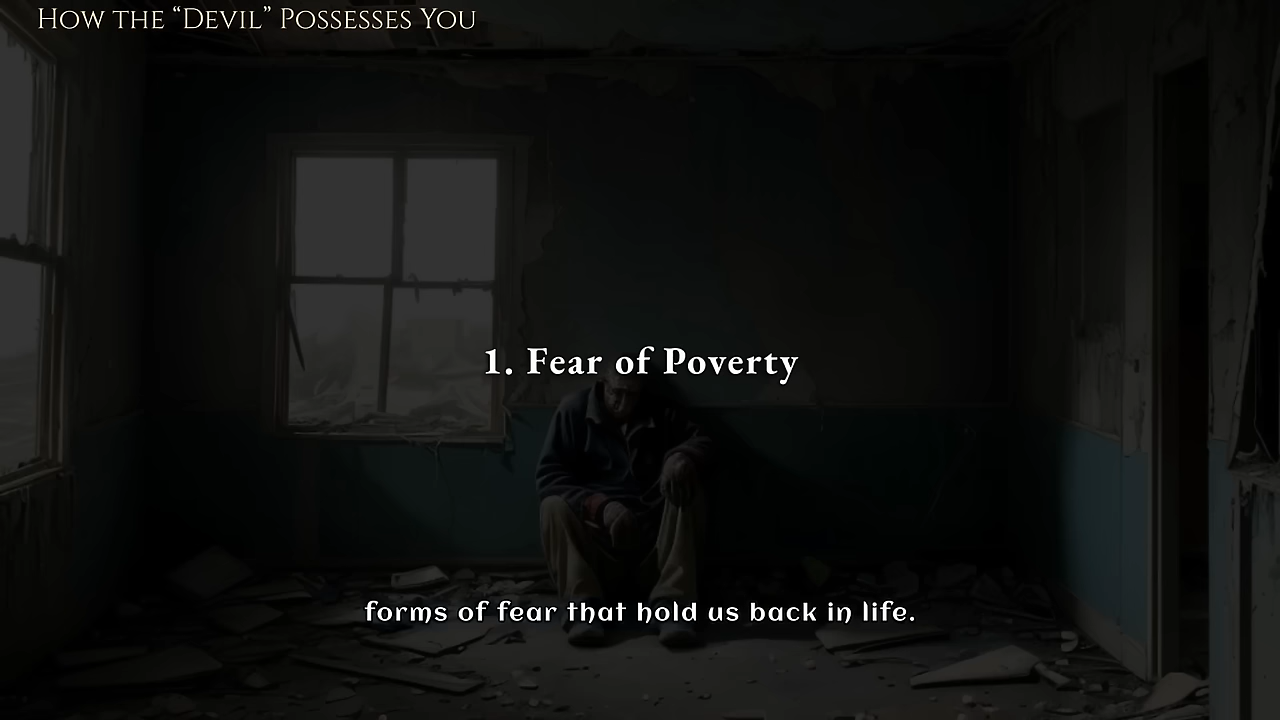 How the “Devil” Possesses You
1. Fear of Poverty
forms of fear that hold us back in life.